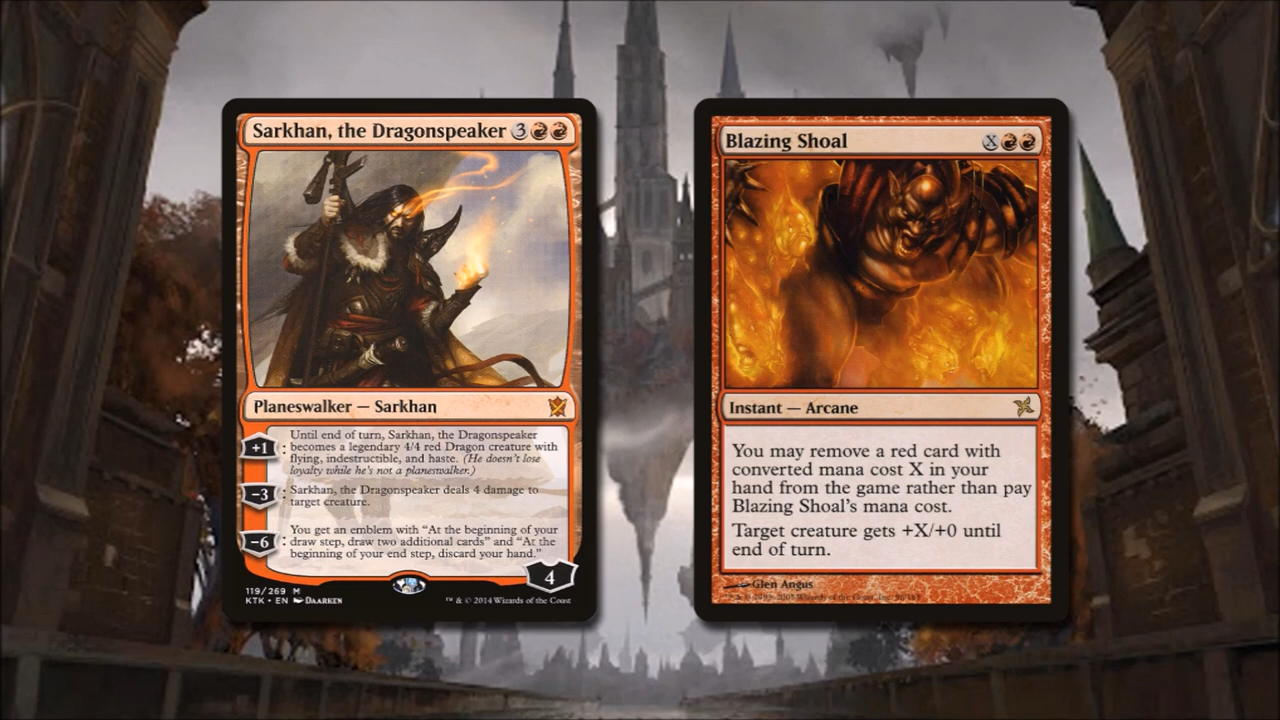 Sarkhan, the Dragonspeaker 3
Planeswalker — Sarkhan
+1 : Until end of turn, Sarkhan, the Dragonspeaker
becomes a legendary 4/4 red Dragon creature with
flying, indestructible, and haste. (He doesn't lose
loyalty while he's not a planeswalker.)
−3 : Sarkhan, the Dragonspeaker deals 4 damage to
target creature.
−6 : You get an emblem with “At the beginning of your
draw step, draw two additional cards” and “At the
beginning of your end step, discard your hand.”
4
119/269 M
KTK • EN DAARKEN
™ & © 2014 Wizards of the Coast
Blazing Shoal X
Instant — Arcane
You may remove a red card with
converted mana cost X in your
hand from the game rather than pay
Blazing Shoal's mana cost.
Target creature gets +X/+0 until
end of turn.
Glen Angus
Wizards of the Coast, Inc.